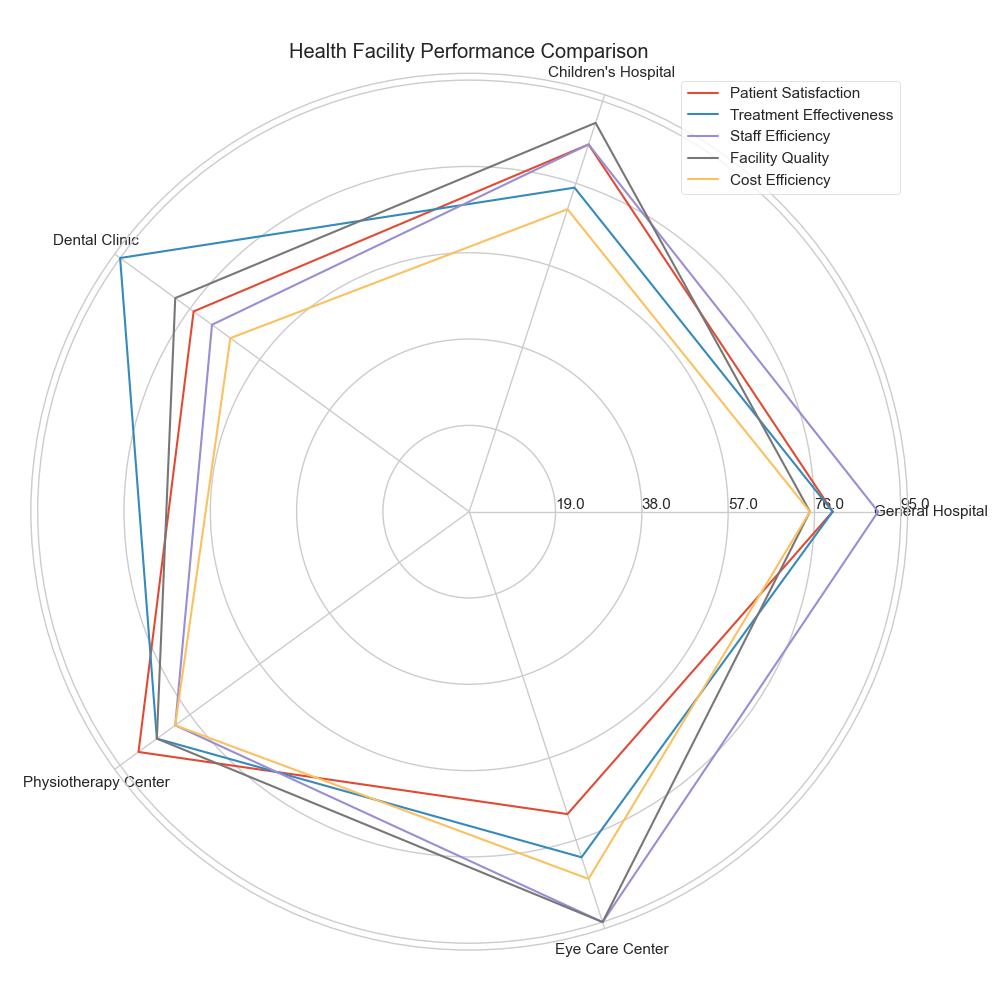 Health Facility Performance Comparison
Children's Hospital
Patient Satisfaction
Treatment Effectiveness
Staff Efficiency
Facility Quality
Cost Efficiency
Dental Clinic
19.0
38.0
57.0
76.0
95.0
General Hospital
Physiotherapy Center
Eye Care Center